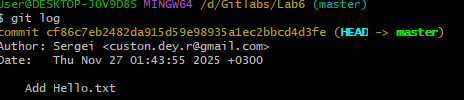 User@DESKTOP-JOV9D8S MINGW64 /d/GitLabs/Lab6 (master)
$ git log
commit cf86c7eb2482da915d59e98935a1ec2bbcd4d3fe (HEAD -> master)
Author: Sergei <custon.dey.r@gmail.com>
Date:   Thu Nov 27 01:43:55 2025 +0300
    Add Hello.txt